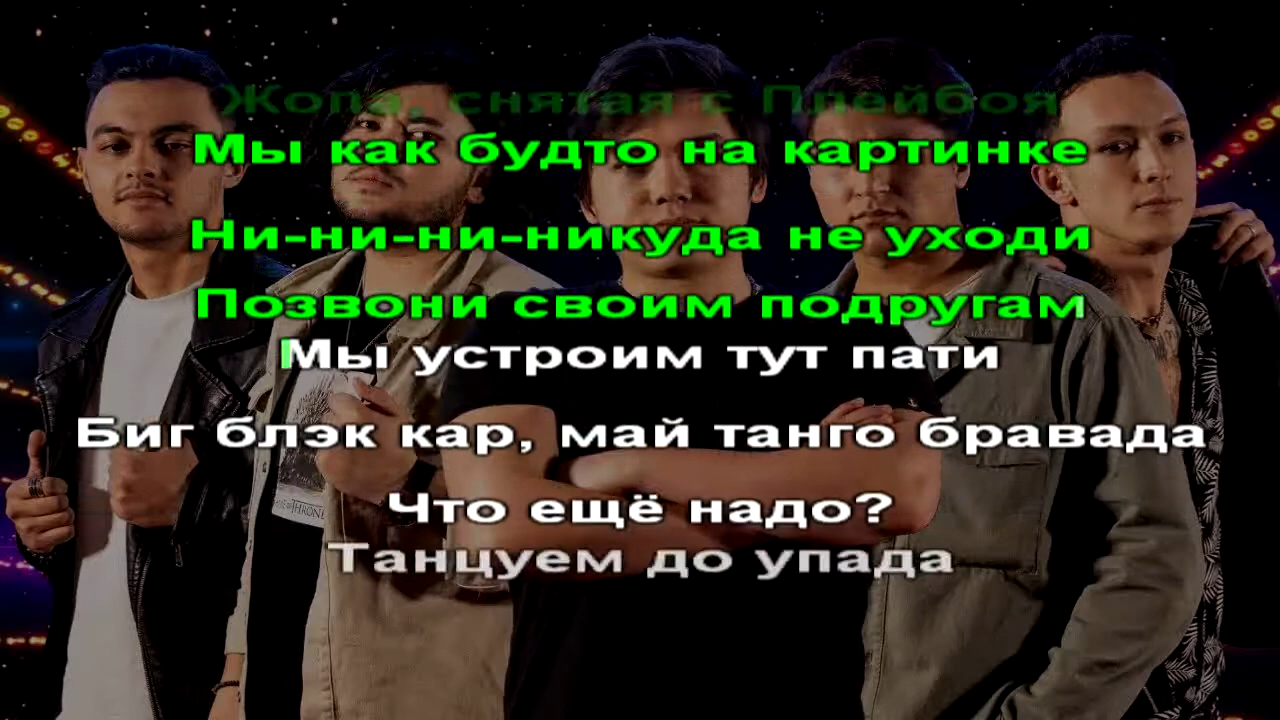 Жопа, снятая с Плейбоя
Мы как будто на картинке
Ни-ни-ни-никуда не уходи
Позвони своим подругам
Мы устроим тут пати
Биг блэк кар, май танго бравада
Что ещё надо?
Танцуем до упада